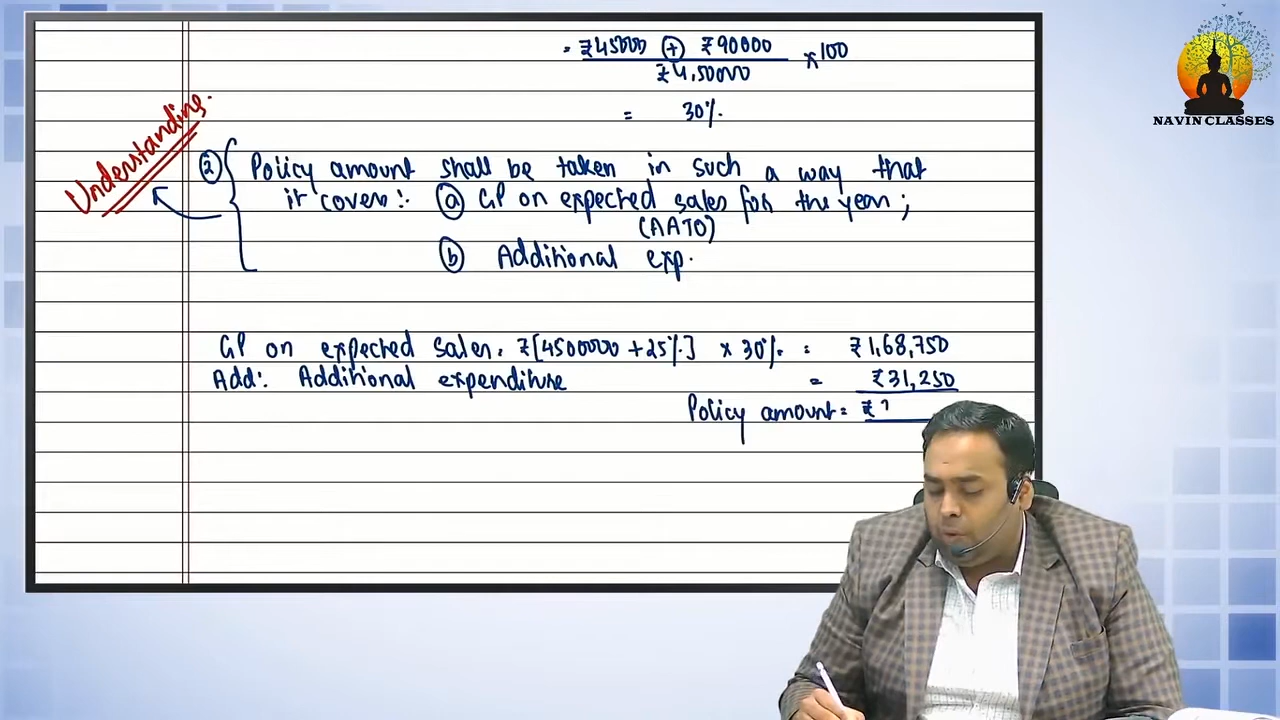 NAVIN CLASSES
= ₹45000 + ₹90000 × 100
₹4,50000
= 30%.
Understanding.
② Policy amount shall be taken in such a way that
it covers :- ⓐ GP on expected sales for the year ;
(AATO)
ⓑ Additional exp.
GP on expected sales = ₹[4500000 + 25%] × 30% = ₹1,68,750
Add: Additional expenditure = ₹31,250
Policy amount = ₹2